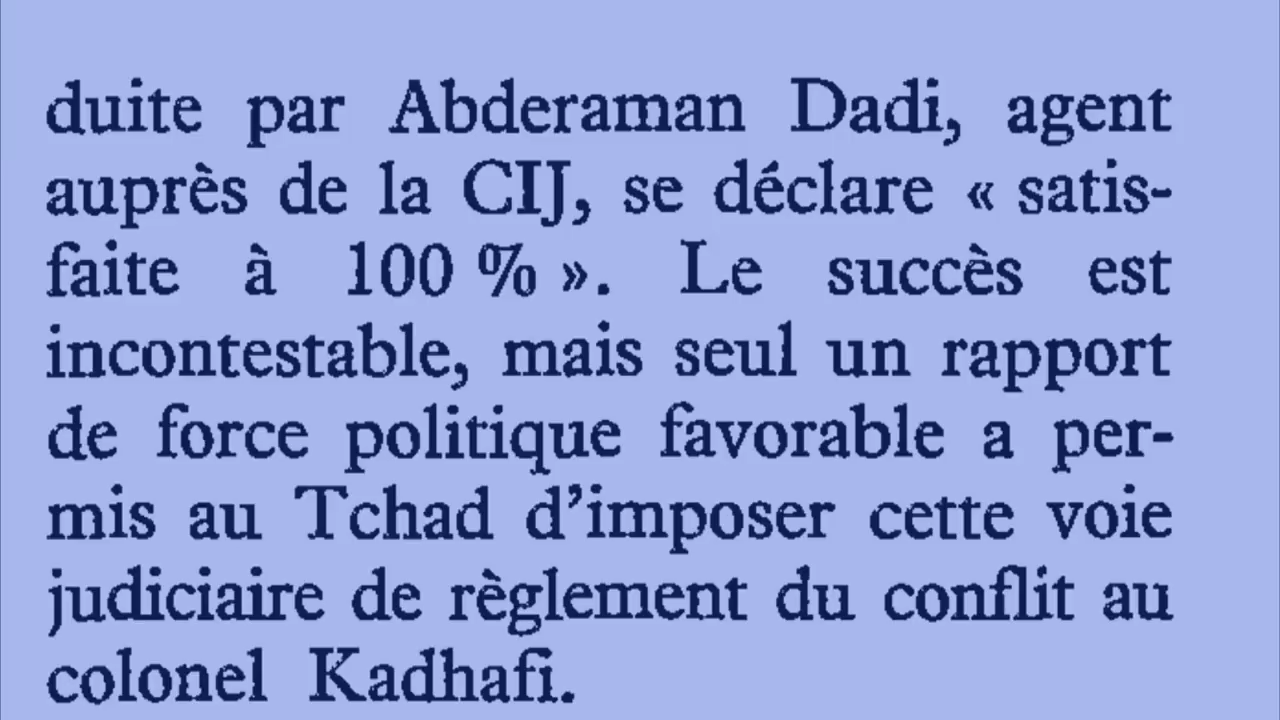 duite par Abderaman Dadi, agent
auprès de la CIJ, se déclare « satis-
faite à 100 % ». Le succès est
incontestable, mais seul un rapport
de force politique favorable a per-
mis au Tchad d’imposer cette voie
judiciaire de règlement du conflit au
colonel Kadhafi.